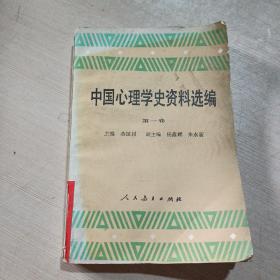 中国心理学史资料选编
第一卷
主编 燕国材 副主编 杨鑫辉 朱永新
人民教育出版社